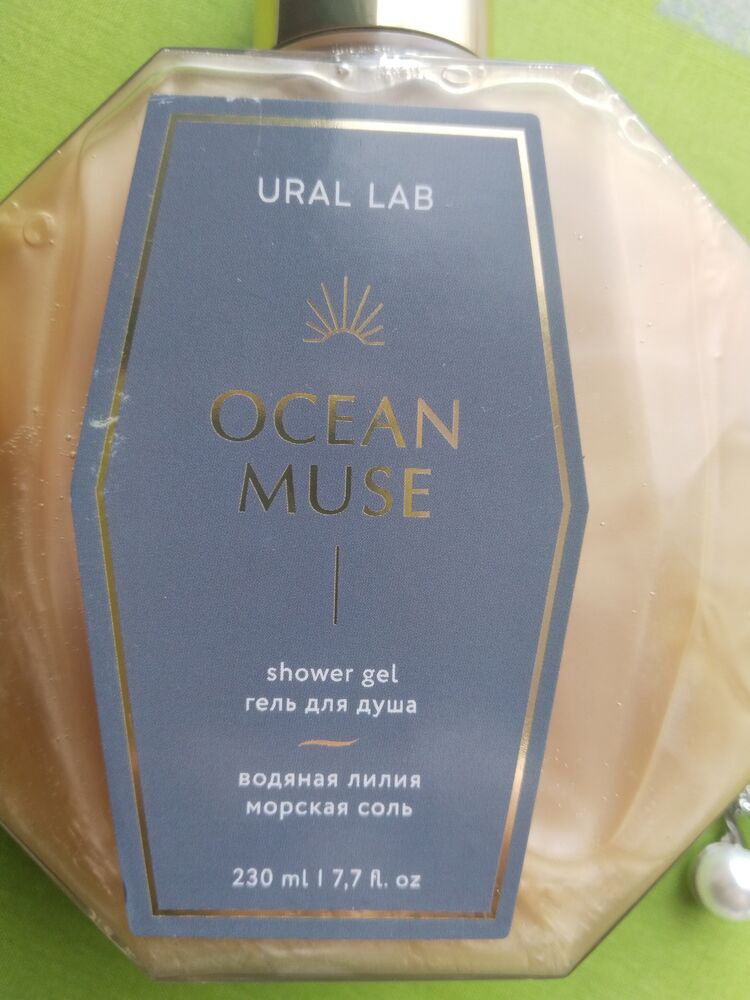 URAL LAB
OCEAN
MUSE
shower gel
гель для душа
водяная лилия
морская соль
230 ml | 7,7 fl. oz